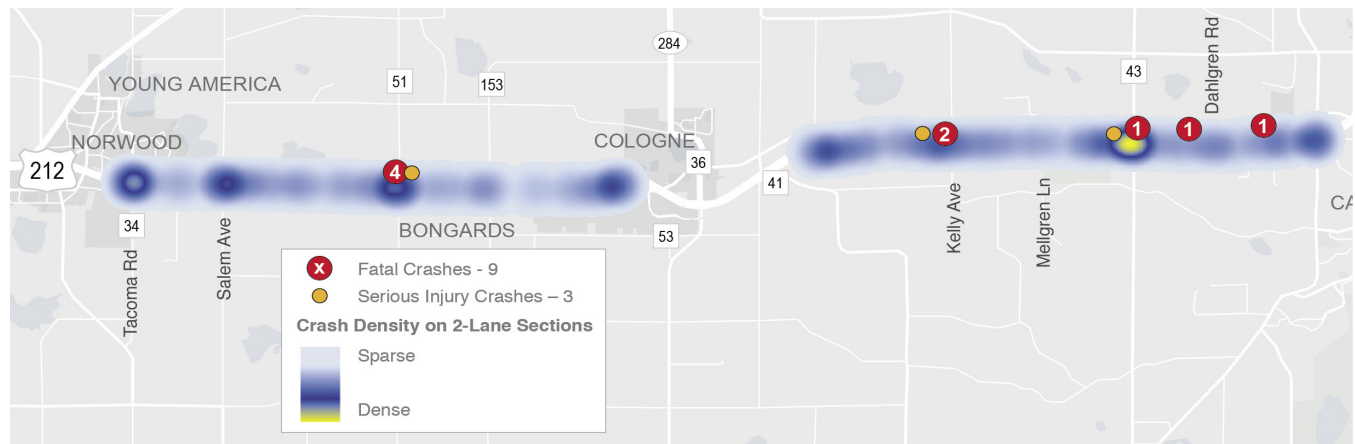 284
Dahlgren Rd
43
51
153
YOUNG AMERICA
NORWOOD
COLOGNE
212
4
2
1
1
1
36
41
34
BONGARDS
53
CA
Tacoma Rd
Salem Ave
Kelly Ave
Mellgren Ln
X Fatal Crashes - 9
Serious Injury Crashes – 3
Crash Density on 2-Lane Sections
Sparse
Dense